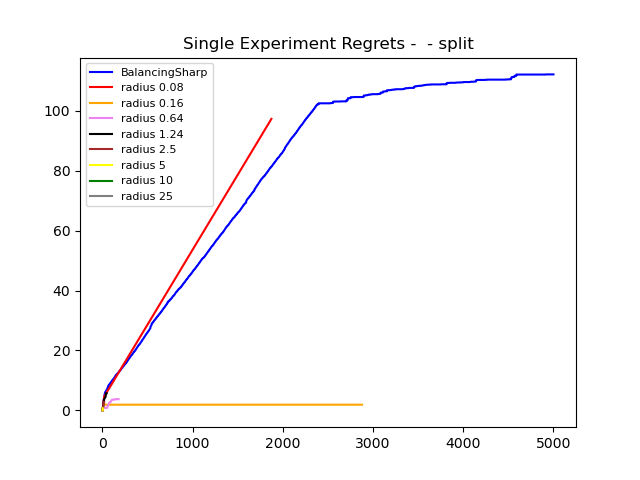 Single Experiment Regrets -  - split
BalancingSharp
radius 0.08
radius 0.16
radius 0.64
radius 1.24
radius 2.5
radius 5
radius 10
radius 25
100
80
60
40
20
0
0 1000 2000 3000 4000 5000